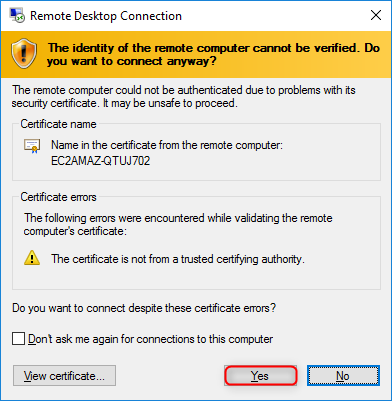 Remote Desktop Connection
The identity of the remote computer cannot be verified. Do
you want to connect anyway?
The remote computer could not be authenticated due to problems with its
security certificate. It may be unsafe to proceed.
Certificate name
Name in the certificate from the remote computer:
EC2AMAZ-QTUJ702
Certificate errors
The following errors were encountered while validating the remote
computer's certificate:
The certificate is not from a trusted certifying authority.
Do you want to connect despite these certificate errors?
Don't ask me again for connections to this computer
View certificate...
Yes
No